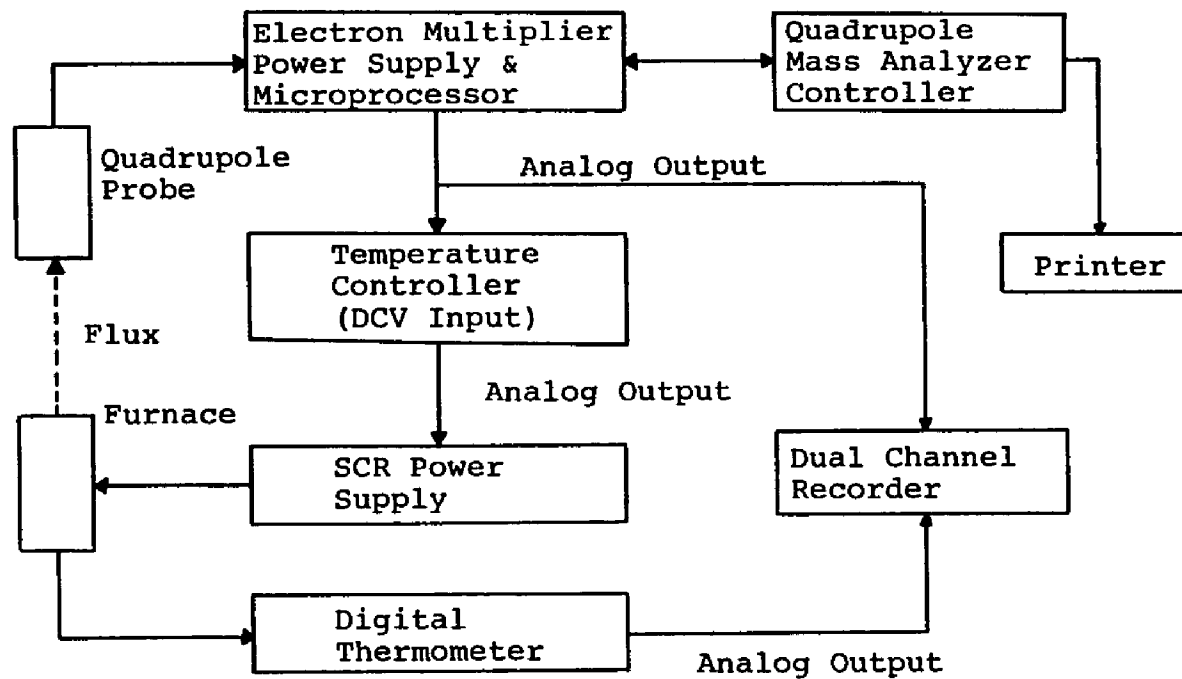 Electron Multiplier
Power Supply &
Microprocessor
Quadrupole
Mass Analyzer
Controller
Quadrupole
Probe
Analog Output
Temperature
Controller
(DCV Input)
Printer
Flux
Analog Output
Furnace
SCR Power
Supply
Dual Channel
Recorder
Digital
Thermometer
Analog Output